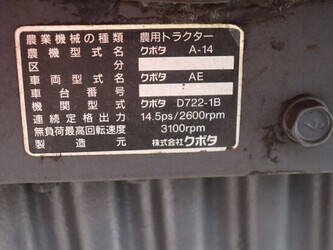 農業機械の種類 農用トラクター
農機型式名 クボタ A-14
区分
車両型式名 クボタ AE
車台番号
機関型式 クボタ D722-1B
連続定格出力 14.5ps/2600rpm
無負荷最高回転速度 3100rpm
製造元 株式会社クボタ